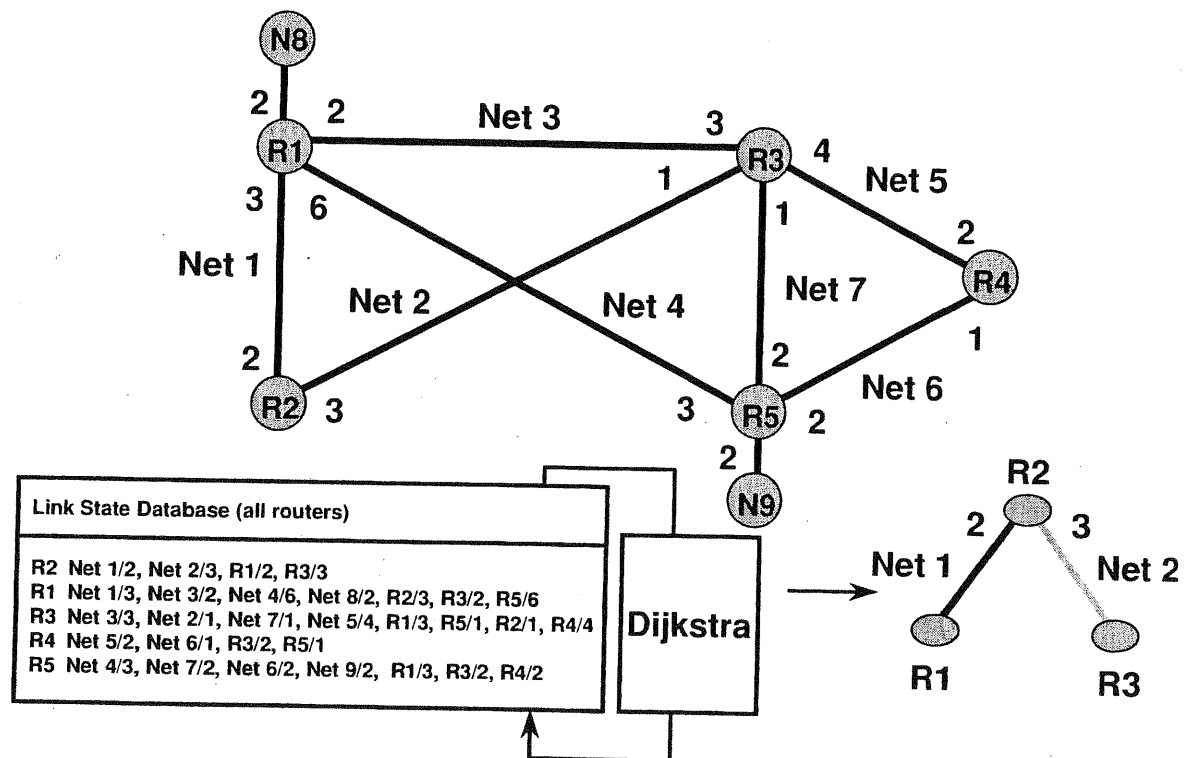 N8
2 2 Net 3 3
R1 R3 4
3 6 1 1 Net 5
2
Net 1 R4
Net 2 Net 4 Net 7
1
2 2 Net 6
R2 3 3 R5 2
2
N9
Link State Database (all routers)
R2 Net 1/2, Net 2/3, R1/2, R3/3
R1 Net 1/3, Net 3/2, Net 4/6, Net 8/2, R2/3, R3/2, R5/6
R3 Net 3/3, Net 2/1, Net 7/1, Net 5/4, R1/3, R5/1, R2/1, R4/4
R4 Net 5/2, Net 6/1, R3/2, R5/1
R5 Net 4/3, Net 7/2, Net 6/2, Net 9/2, R1/3, R3/2, R4/2
Dijkstra
R2
2 3
Net 1 Net 2
R1 R3